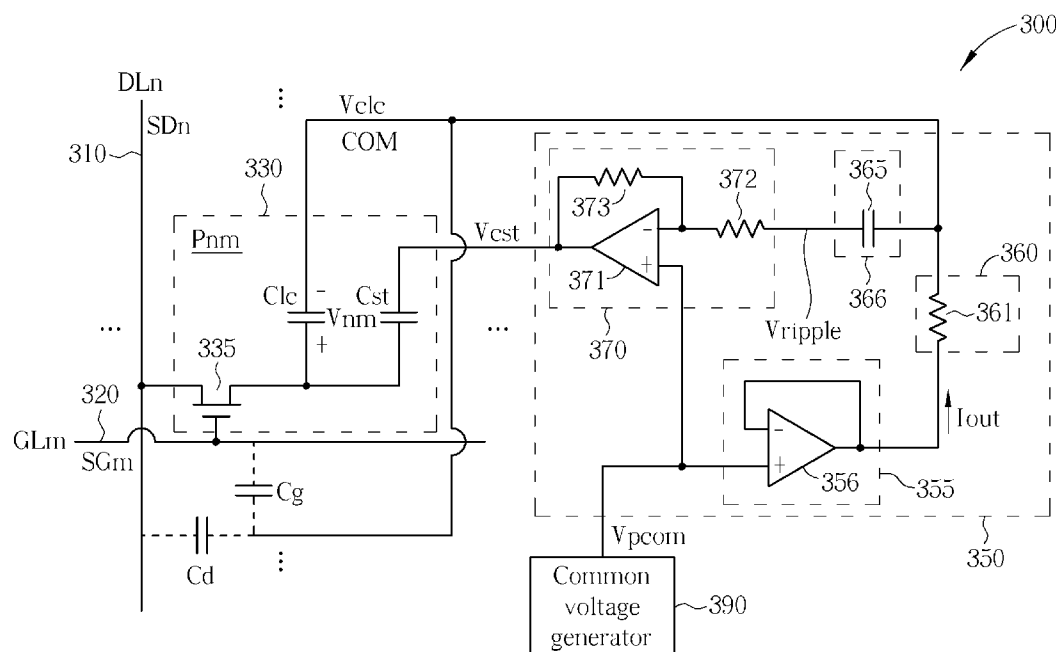 300
DLn
⋮
Vclc
SDn
COM
310
330
365
373
372
Pnm
Vcst
360
-
+
371
366
361
Clc
-
Cst
Vnm
+
...
...
Vripple
370
335
320
Iout
GLm
SGm
-
+
356
355
Cg
Vpcom
350
Cd
⋮
Common
voltage
generator
390